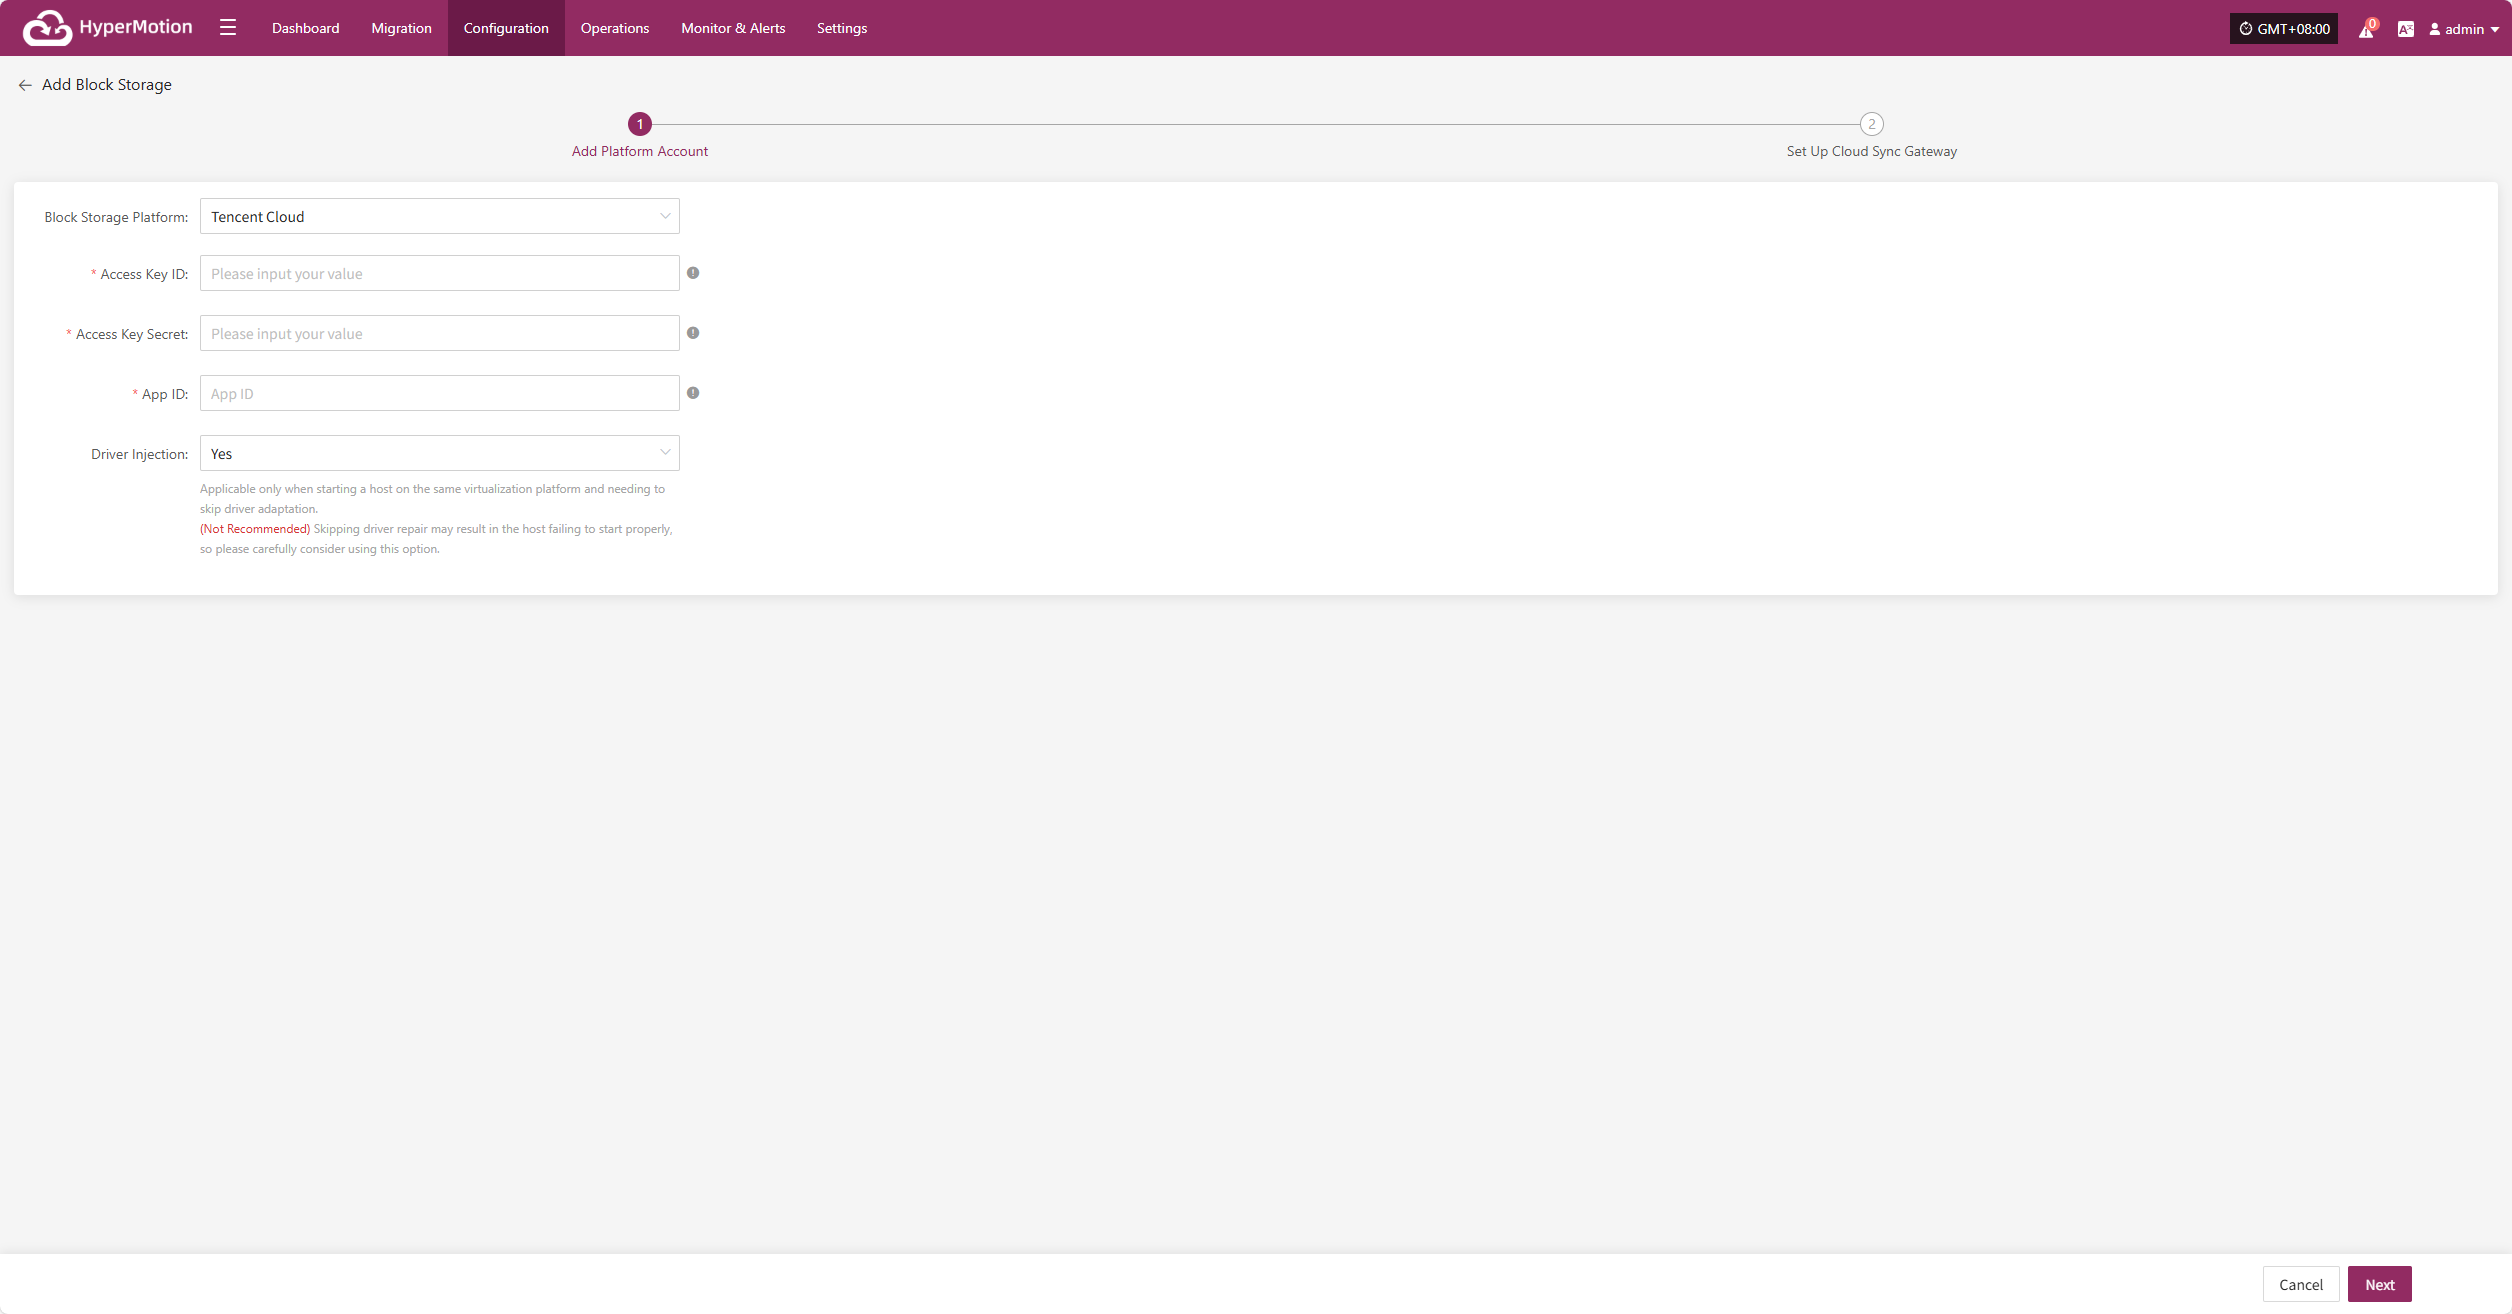 HyperMotion Dashboard Migration Configuration Operations Monitor & Alerts Settings GMT+08:00 0 admin
Add Block Storage
1 2
Add Platform Account Set Up Cloud Sync Gateway
Block Storage Platform: Tencent Cloud
* Access Key ID: Please input your value
* Access Key Secret: Please input your value
* App ID: App ID
Driver Injection: Yes
Applicable only when starting a host on the same virtualization platform and needing to
skip driver adaptation.
(Not Recommended) Skipping driver repair may result in the host failing to start properly,
so please carefully consider using this option.
Cancel Next